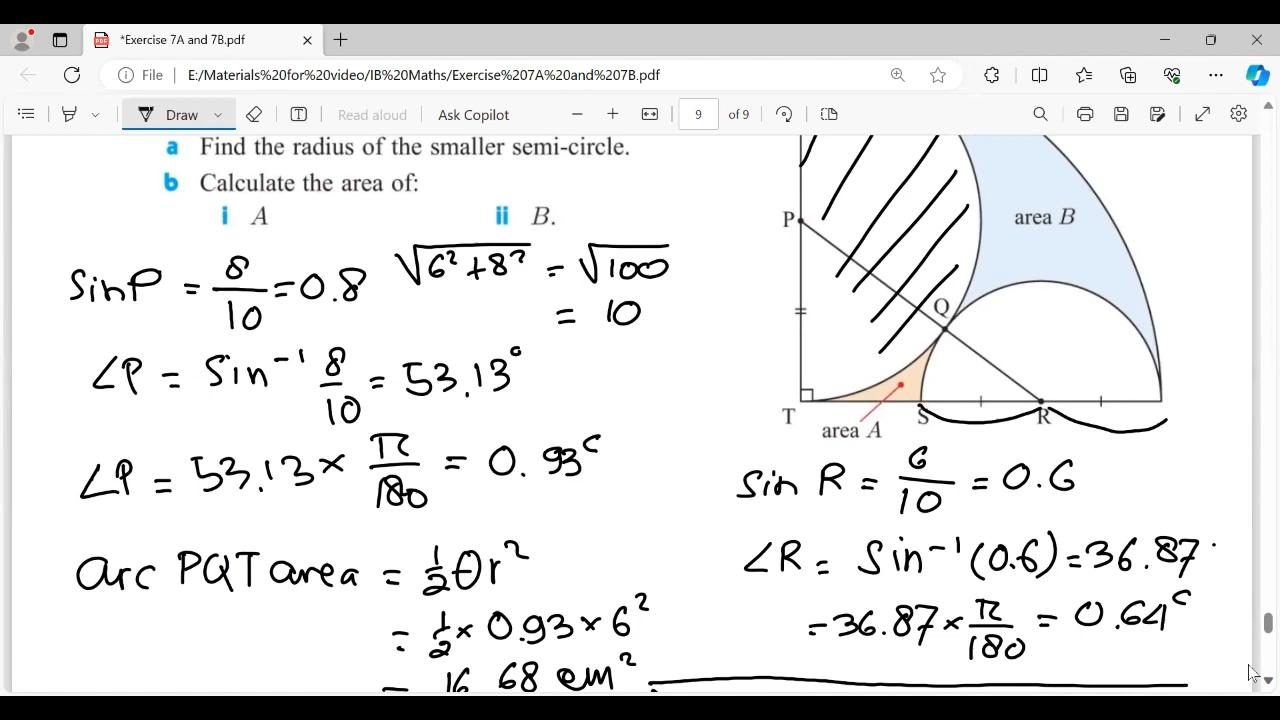 *Exercise 7A and 7B.pdf
File E:/Materials%20for%20video/IB%20Maths/Exercise%207A%20and%207B.pdf
Draw Read aloud Ask Copilot 9 of 9
a Find the radius of the smaller semi-circle.
b Calculate the area of:
i A ii B.
Sin P = 8/10 = 0.8
√(6² + 8²) = √100
= 10
∠P = Sin⁻¹ 8/10 = 53.13°
∠P = 53.13 × π/180 = 0.93ᶜ
arc PQT area = ½θr²
= ½ × 0.93 × 6²
= 16.68 cm²
area B
P
Q
T S R
area A
Sin R = 6/10 = 0.6
∠R = Sin⁻¹(0.6) = 36.87°
= 36.87 × π/180 = 0.64ᶜ